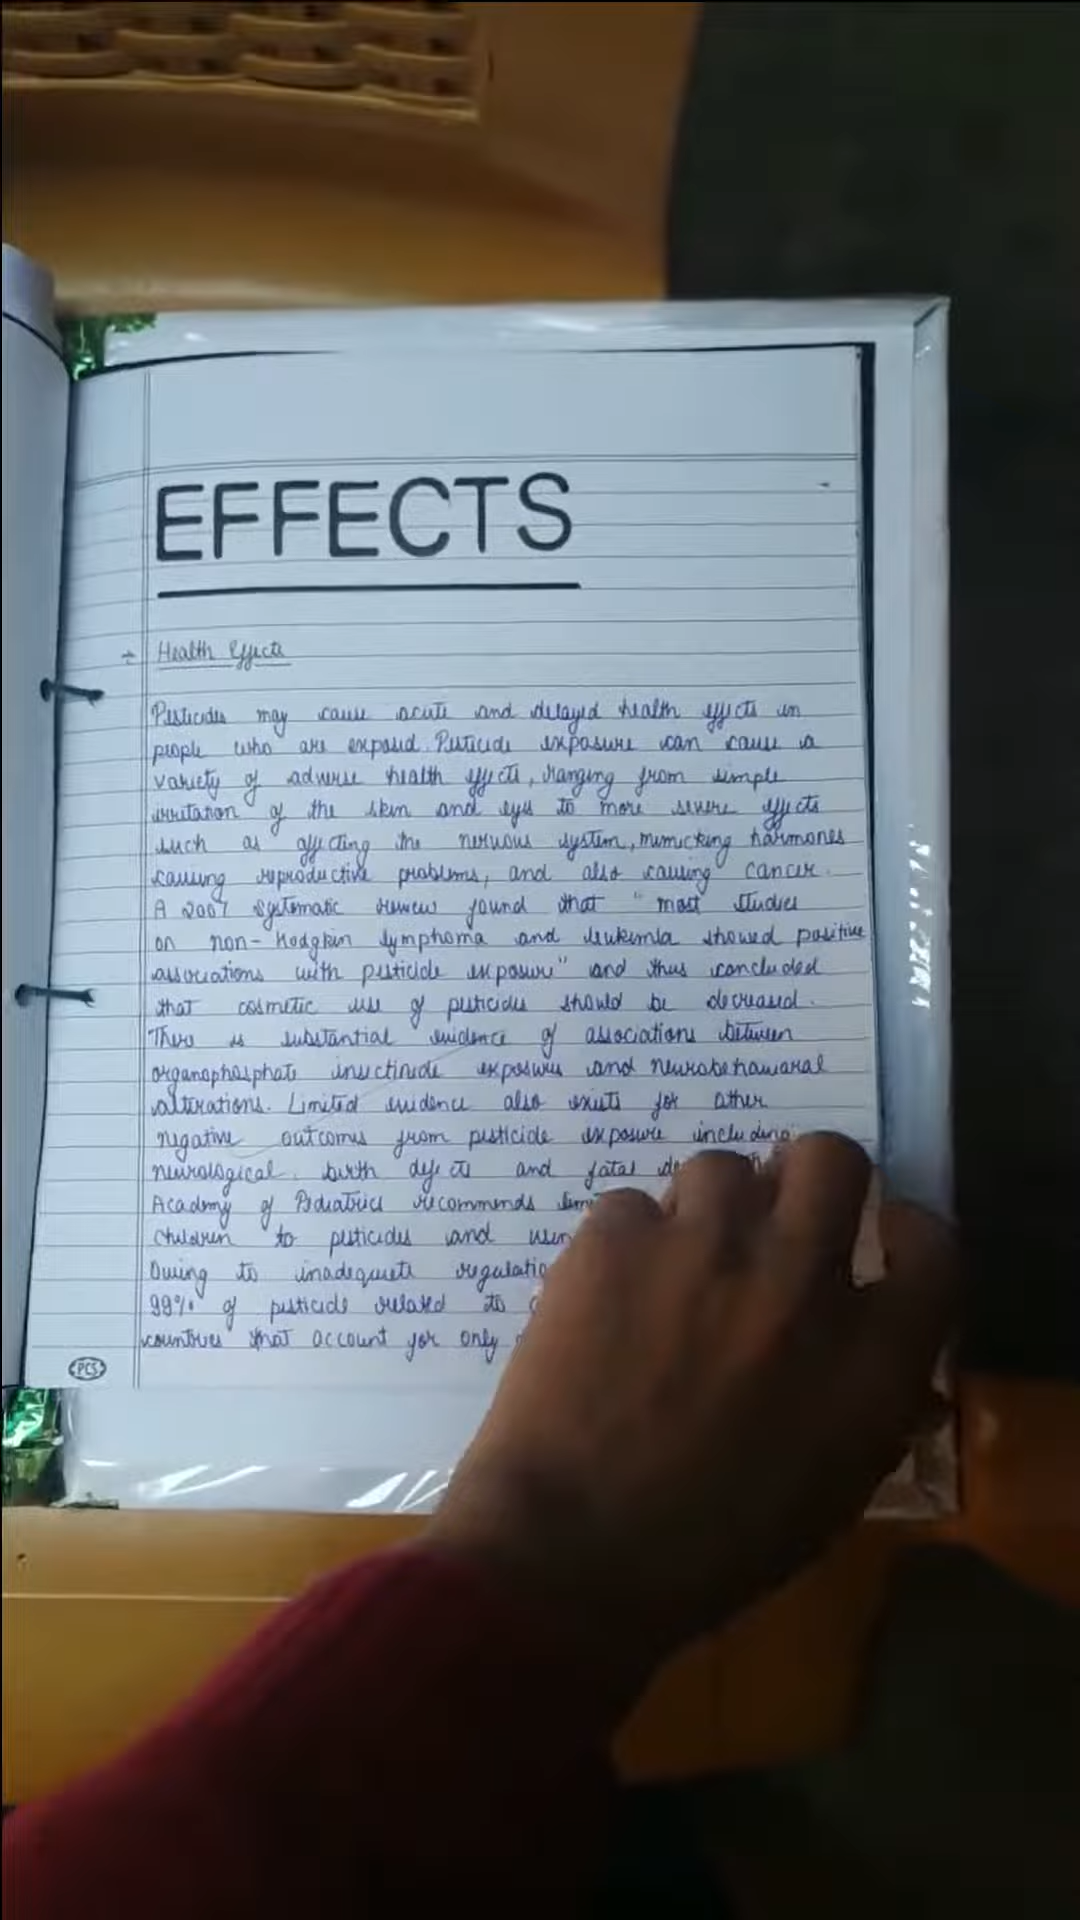 EFFECTS
÷ Health Effects
Pesticides may cause acute and delayed health effects in
people who are exposed. Pesticide exposure can cause a
variety of adverse health effects, ranging from simple
irritation of the skin and eyes to more severe effects
such as affecting the nervous system, mimicking harmones
causing reproductive problems, and also causing cancer.
A 2007 systematic review found that "most studies
on non-Hodgkin lymphoma and leukemia showed positive
associations with pesticide exposure" and thus concluded
that cosmetic use of pesticides should be decreased.
There is substantial evidence of associations between
organophosphate insecticide exposures and neurobehavioral
alterations. Limited evidence also exists for other
negative outcomes from pesticide exposure including
neurological, birth defects and fatal
Academy of Pediatrics recommends
children to pesticides and
Owing to inadequate
99% of pesticide related to
countries that account for only
PCS